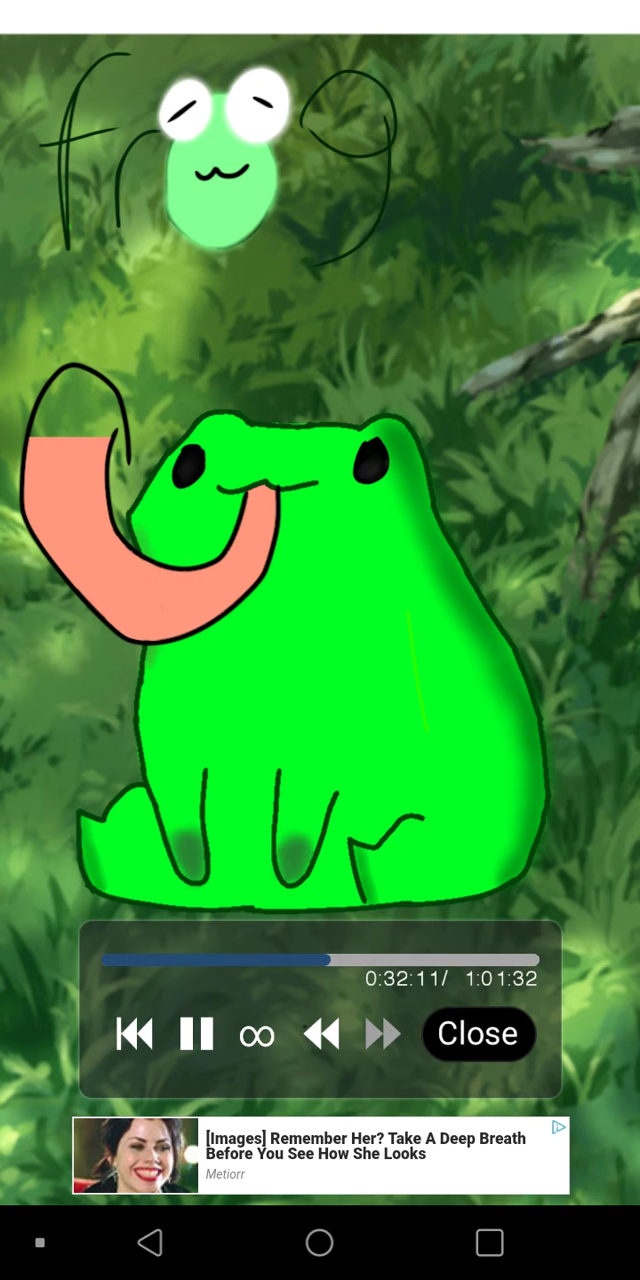 frog
0:32:11/ 1:01:32
Close
[Images] Remember Her? Take A Deep Breath
Before You See How She Looks
Metiorr